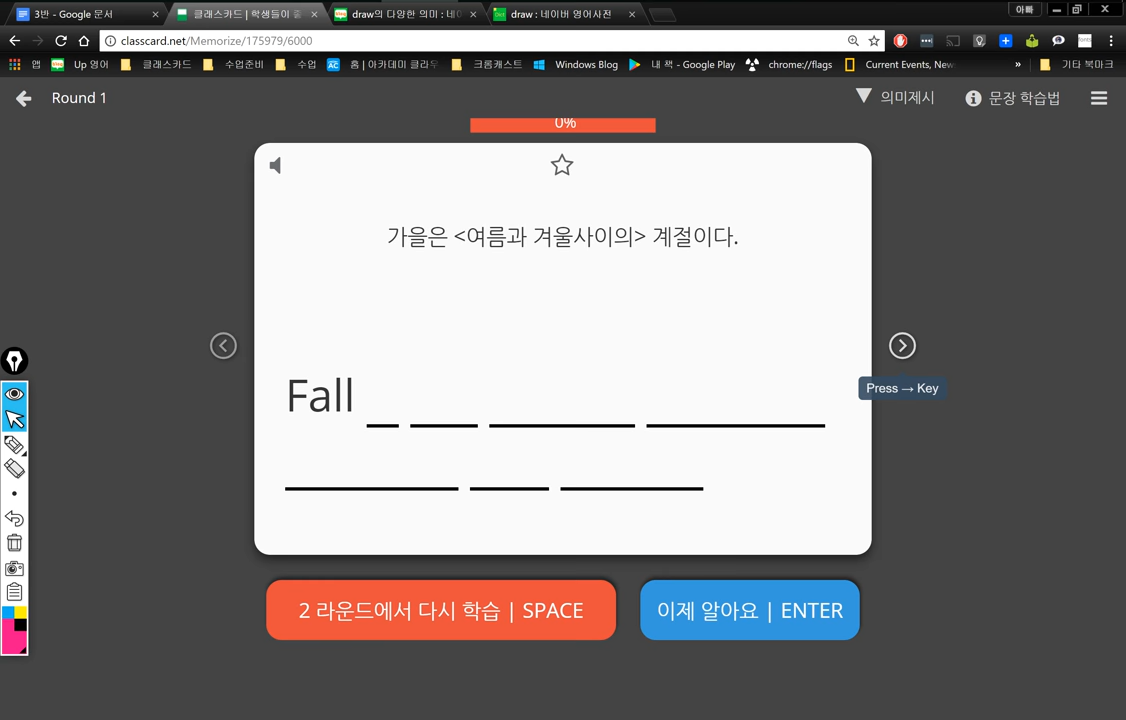 3반 - Google 문서
클래스카드 | 학생들이 좋
draw의 다양한 의미 : 네이
draw : 네이버 영어사전
아빠
classcard.net/Memorize/175979/6000
앱
Up 영어
클래스카드
수업준비
수업
홈 | 아카데미 클라우
크롬캐스트
Windows Blog
내 책 - Google Play
chrome://flags
Current Events, New
»
기타 북마크
Round 1
의미제시
문장 학습법
0%
가을은 <여름과 겨울사이의> 계절이다.
Fall
Press → Key
2 라운드에서 다시 학습 | SPACE
이제 알아요 | ENTER